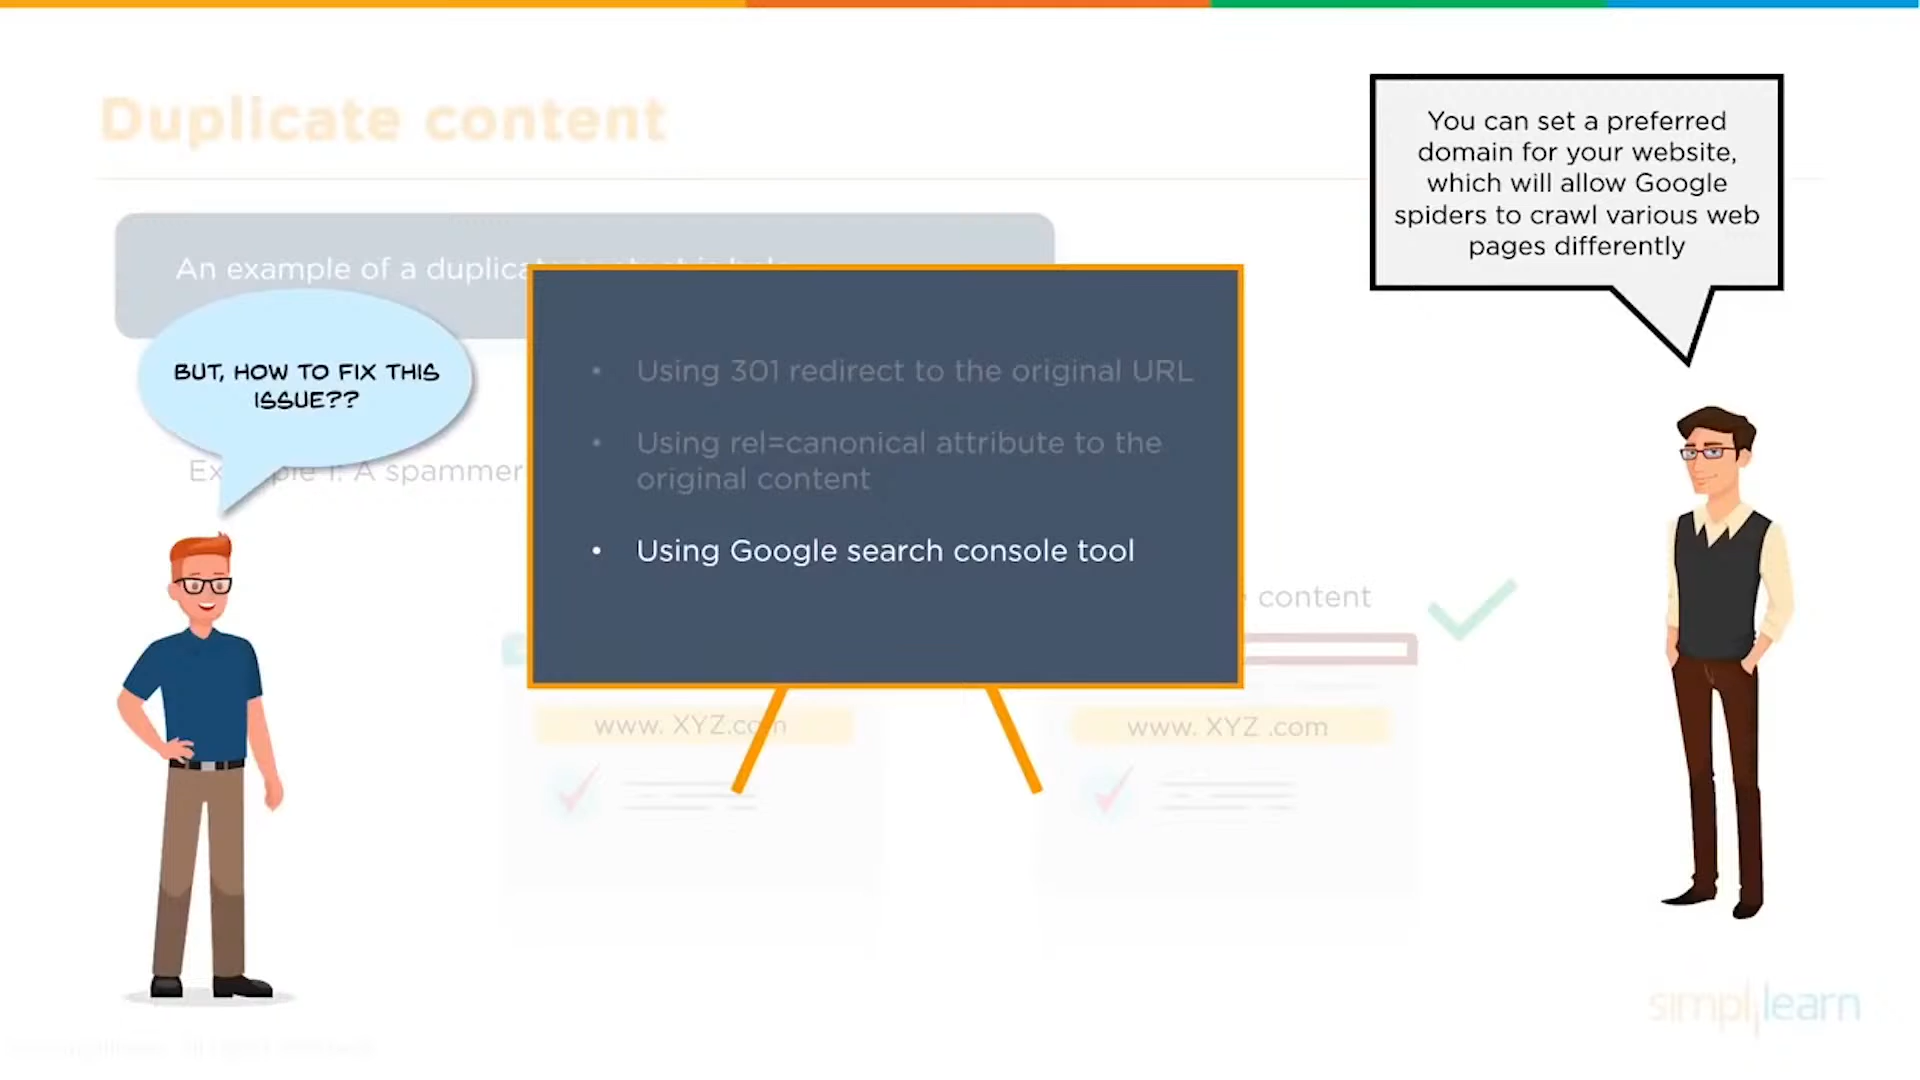 Duplicate content
You can set a preferred
domain for your website,
which will allow Google
spiders to crawl various web
pages differently
An example of a
BUT, HOW TO FIX THIS
ISSUE??
• Using 301 redirect to the original URL
• Using rel=canonical attribute to the
original content
A spammer
• Using Google search console tool
content
www. XYZ.com
www. XYZ .com
simplilearn